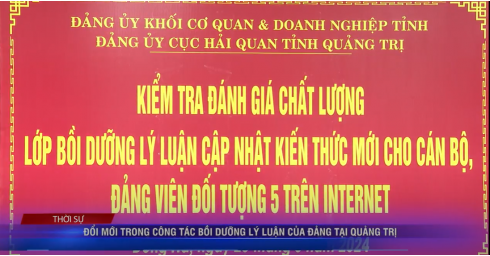 ĐẢNG ỦY KHỐI CƠ QUAN & DOANH NGHIỆP TỈNH
ĐẢNG ỦY CỤC HẢI QUAN TỈNH QUẢNG TRỊ
KIỂM TRA ĐÁNH GIÁ CHẤT LƯỢNG
LỚP BỒI DƯỠNG LÝ LUẬN CẬP NHẬT KIẾN THỨC MỚI CHO CÁN BỘ,
ĐẢNG VIÊN ĐỐI TƯỢNG 5 TRÊN INTERNET
THỜI SỰ
ĐỔI MỚI TRONG CÔNG TÁC BỒI DƯỠNG LÝ LUẬN CỦA ĐẢNG TẠI QUẢNG TRỊ
2024